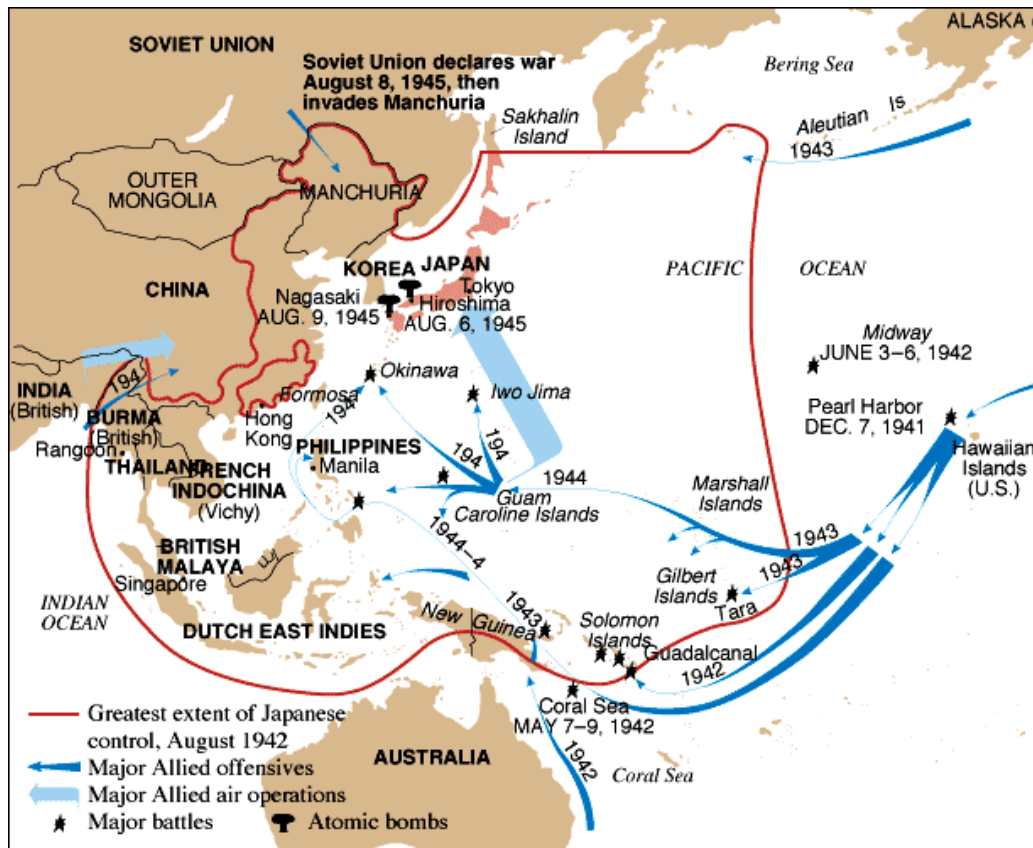 ALASKA
SOVIET UNION
Bering Sea
Soviet Union declares war
August 8, 1945, then
invades Manchuria
Sakhalin
Island
Aleutian Is
1943
OUTER
MONGOLIA
MANCHURIA
KOREA
JAPAN
PACIFIC
OCEAN
CHINA
Tokyo
Nagasaki
AUG. 9, 1945
Hiroshima
AUG. 6, 1945
Midway
JUNE 3–6, 1942
Okinawa
Iwo Jima
INDIA
(British)
194
BURMA
(British)
Formosa
194
Hong
Kong
Pearl Harbor
DEC. 7, 1941
Rangoon
THAILAND
FRENCH
INDOCHINA
(Vichy)
PHILIPPINES
Manila
194
194
1944
Hawaiian
Islands
(U.S.)
Guam
Caroline Islands
Marshall
Islands
1944–4
1943
1943
BRITISH
MALAYA
Singapore
Gilbert
Islands
Tara
INDIAN
OCEAN
DUTCH EAST INDIES
New Guinea
1943
Solomon
Islands
Guadalcanal
1942
Coral Sea
MAY 7–9, 1942
1942
AUSTRALIA
Coral Sea
Greatest extent of Japanese
control, August 1942
Major Allied offensives
Major Allied air operations
Major battles
Atomic bombs